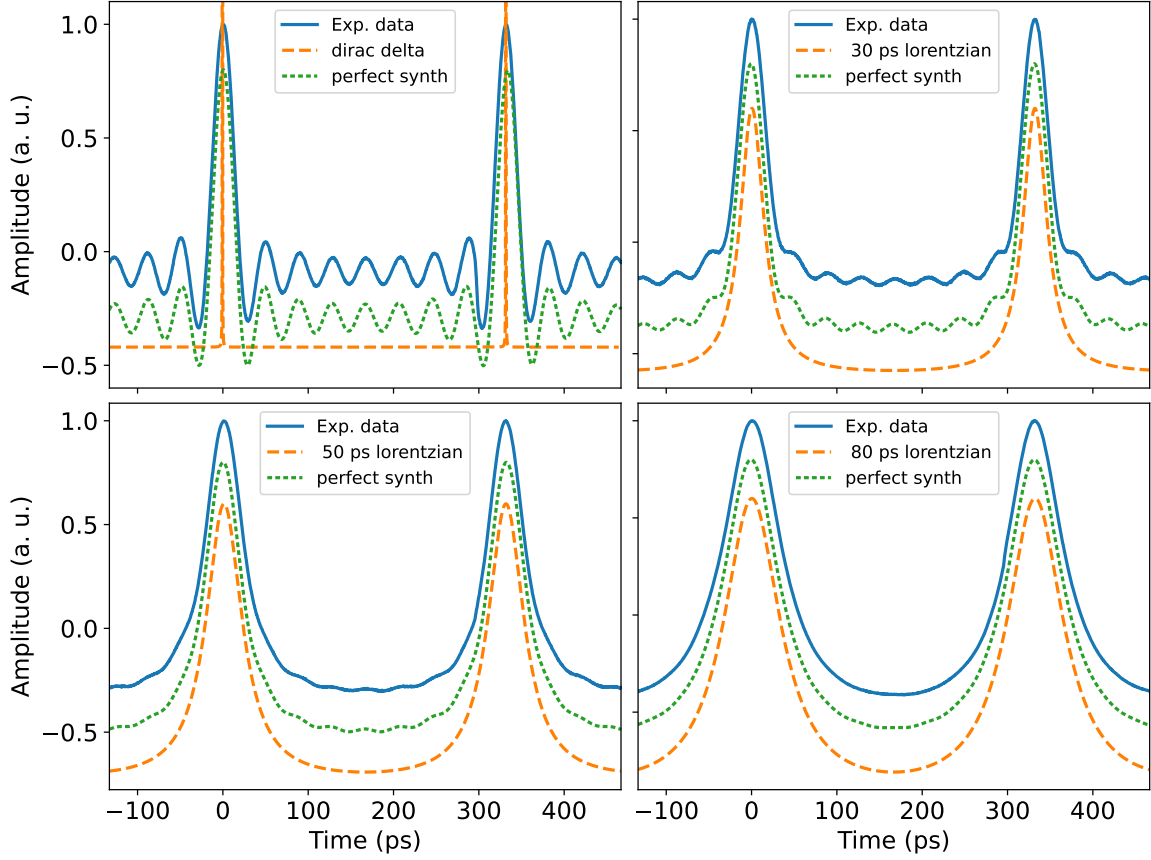 Amplitude (a. u.)
1.0
0.5
0.0
−0.5
Exp. data
dirac delta
perfect synth
Exp. data
30 ps lorentzian
perfect synth
Amplitude (a. u.)
1.0
0.5
0.0
−0.5
Exp. data
50 ps lorentzian
perfect synth
−100 0 100 200 300 400
Time (ps)
Exp. data
80 ps lorentzian
perfect synth
−100 0 100 200 300 400
Time (ps)